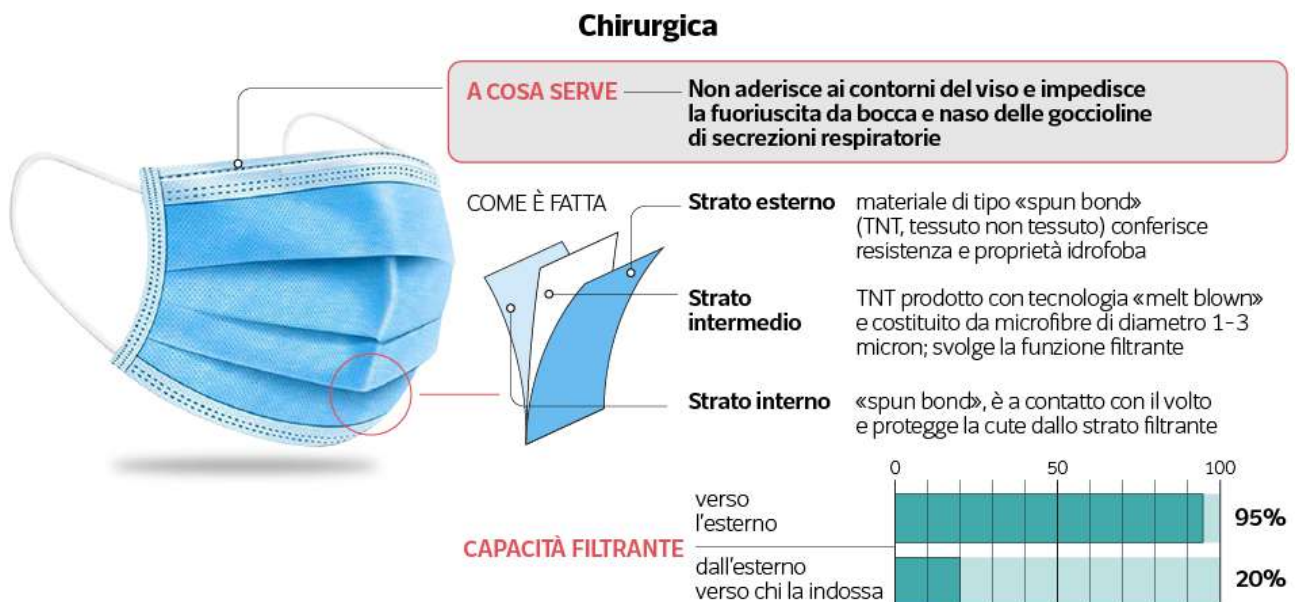 Chirurgica
A COSA SERVE
Non aderisce ai contorni del viso e impedisce
la fuoriuscita da bocca e naso delle goccioline
di secrezioni respiratorie
COME È FATTA
Strato esterno
materiale di tipo «spun bond»
(TNT, tessuto non tessuto) conferisce
resistenza e proprietà idrofoba
Strato
intermedio
TNT prodotto con tecnologia «melt blown»
e costituito da microfibre di diametro 1-3
micron; svolge la funzione filtrante
Strato interno
«spun bond», è a contatto con il volto
e protegge la cute dallo strato filtrante
0 50 100
CAPACITÀ FILTRANTE
verso
l'esterno
95%
dall'esterno
verso chi la indossa
20%